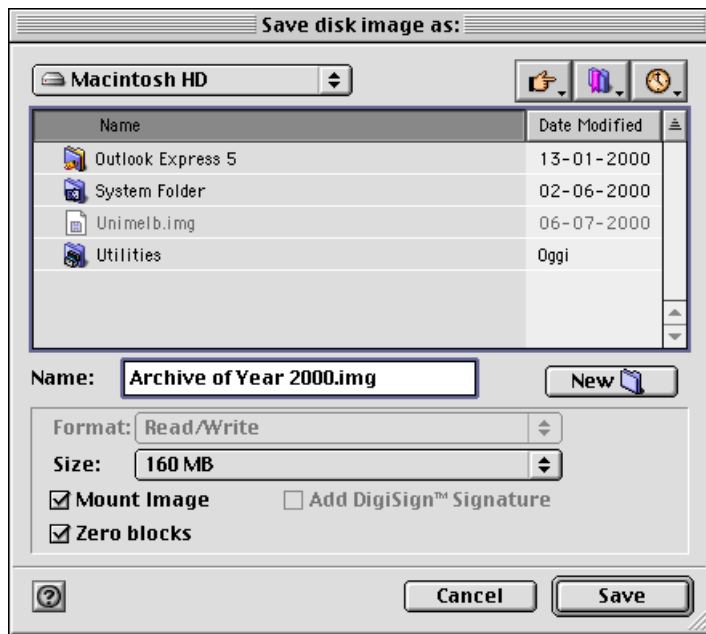 Save disk image as:
Macintosh HD
Name Date Modified
Outlook Express 5 13-01-2000
System Folder 02-06-2000
Unimelb.img 06-07-2000
Utilities Oggi
Name: Archive of Year 2000.img New
Format: Read/Write
Size: 160 MB
Mount Image Add DigiSign™ Signature
Zero blocks
? Cancel Save